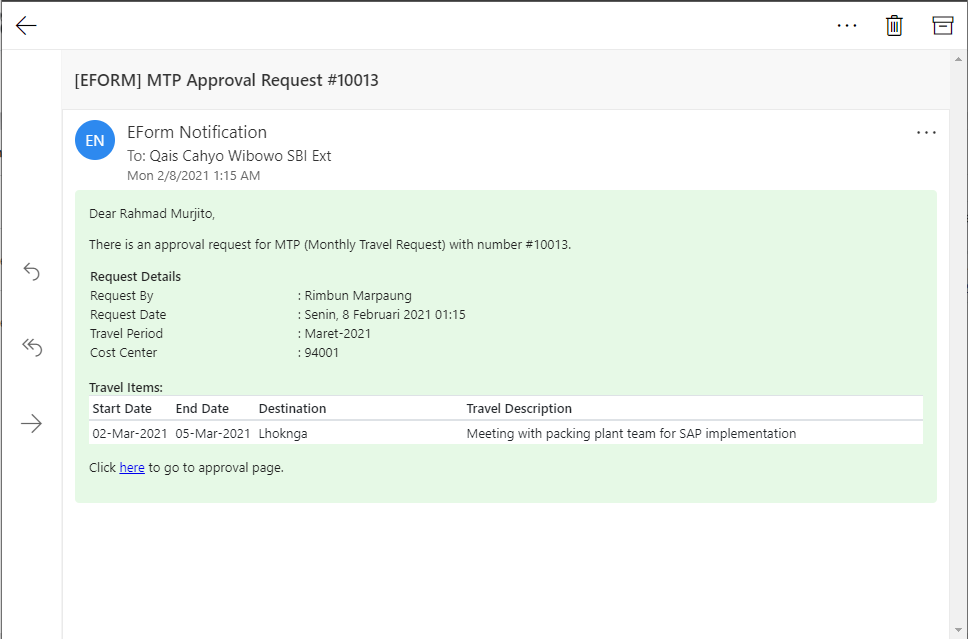 [EFORM] MTP Approval Request #10013
EN
EForm Notification
To: Qais Cahyo Wibowo SBI Ext
Mon 2/8/2021 1:15 AM
Dear Rahmad Murjito,
There is an approval request for MTP (Monthly Travel Request) with number #10013.
Request Details
Request By : Rimbun Marpaung
Request Date : Senin, 8 Februari 2021 01:15
Travel Period : Maret-2021
Cost Center : 94001
Travel Items:
Start Date End Date Destination Travel Description
02-Mar-2021 05-Mar-2021 Lhoknga Meeting with packing plant team for SAP implementation
Click here to go to approval page.